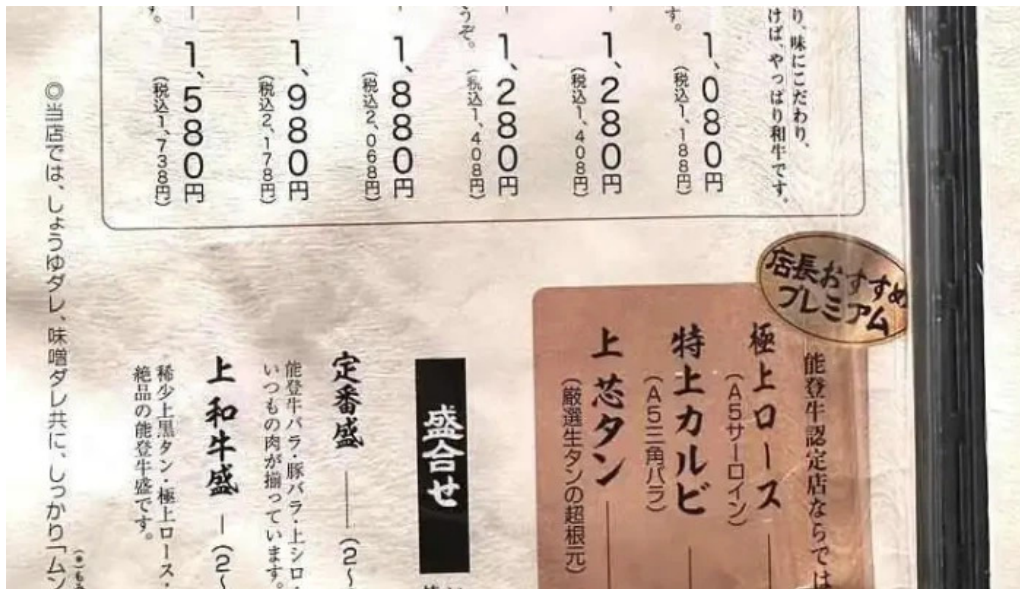 り、味にこだわり、
けば、やっぱり和牛です。
す。
1,080円
(税込1,188円)
1,280円
(税込1,408円)
うぞ。
1,280円
(税込1,408円)
1,880円
(税込2,068円)
1,980円
(税込2,178円)
す。
1,580円
(税込1,738円)
店長おすすめ
プレミアム
能登牛認定店ならでは
極上ロース
(A5サーロイン)
特上カルビ
(A5三角バラ)
上芯タン
(厳選生タンの超根元)
盛合せ
定番盛
(2〜
能登牛バラ・豚バラ・上シロ・
いつもの肉が揃っています。
上和牛盛
(2〜
稀少上黒タン・極上ロース・
絶品の能登牛盛です。
◎当店では、しょうゆダレ、味噌ダレ共に、しっかり「ムン